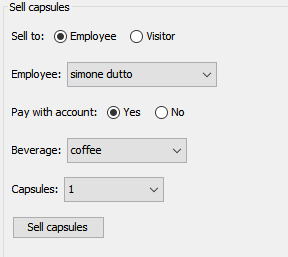 Sell capsules
Sell to: Employee Visitor
Employee: simone dutto
Pay with account: Yes No
Beverage: coffee
Capsules: 1
Sell capsules